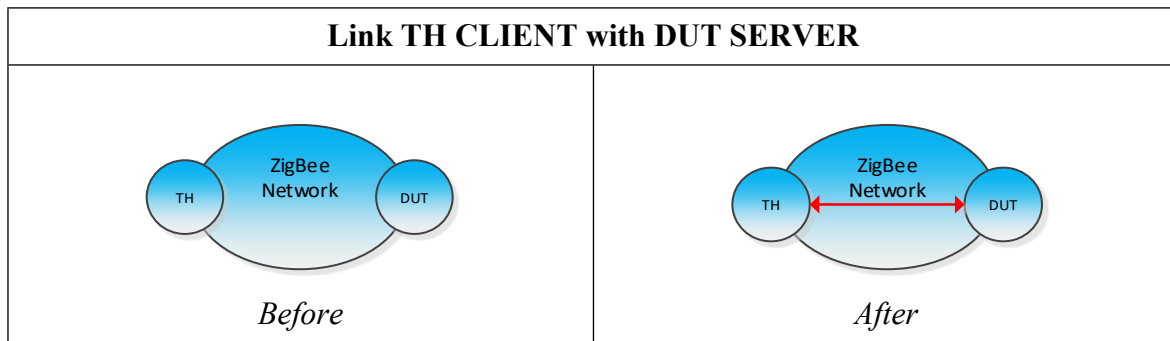 Link TH CLIENT with DUT SERVER
ZigBee
Network
TH
DUT
Before
ZigBee
Network
TH
DUT
After